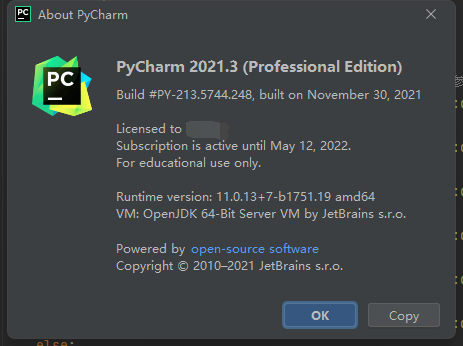 PC
About PyCharm
PC
PyCharm 2021.3 (Professional Edition)
Build #PY-213.5744.248, built on November 30, 2021
Licensed to
Subscription is active until May 12, 2022.
For educational use only.
Runtime version: 11.0.13+7-b1751.19 amd64
VM: OpenJDK 64-Bit Server VM by JetBrains s.r.o.
Powered by open-source software
Copyright © 2010–2021 JetBrains s.r.o.
OK
Copy
else: